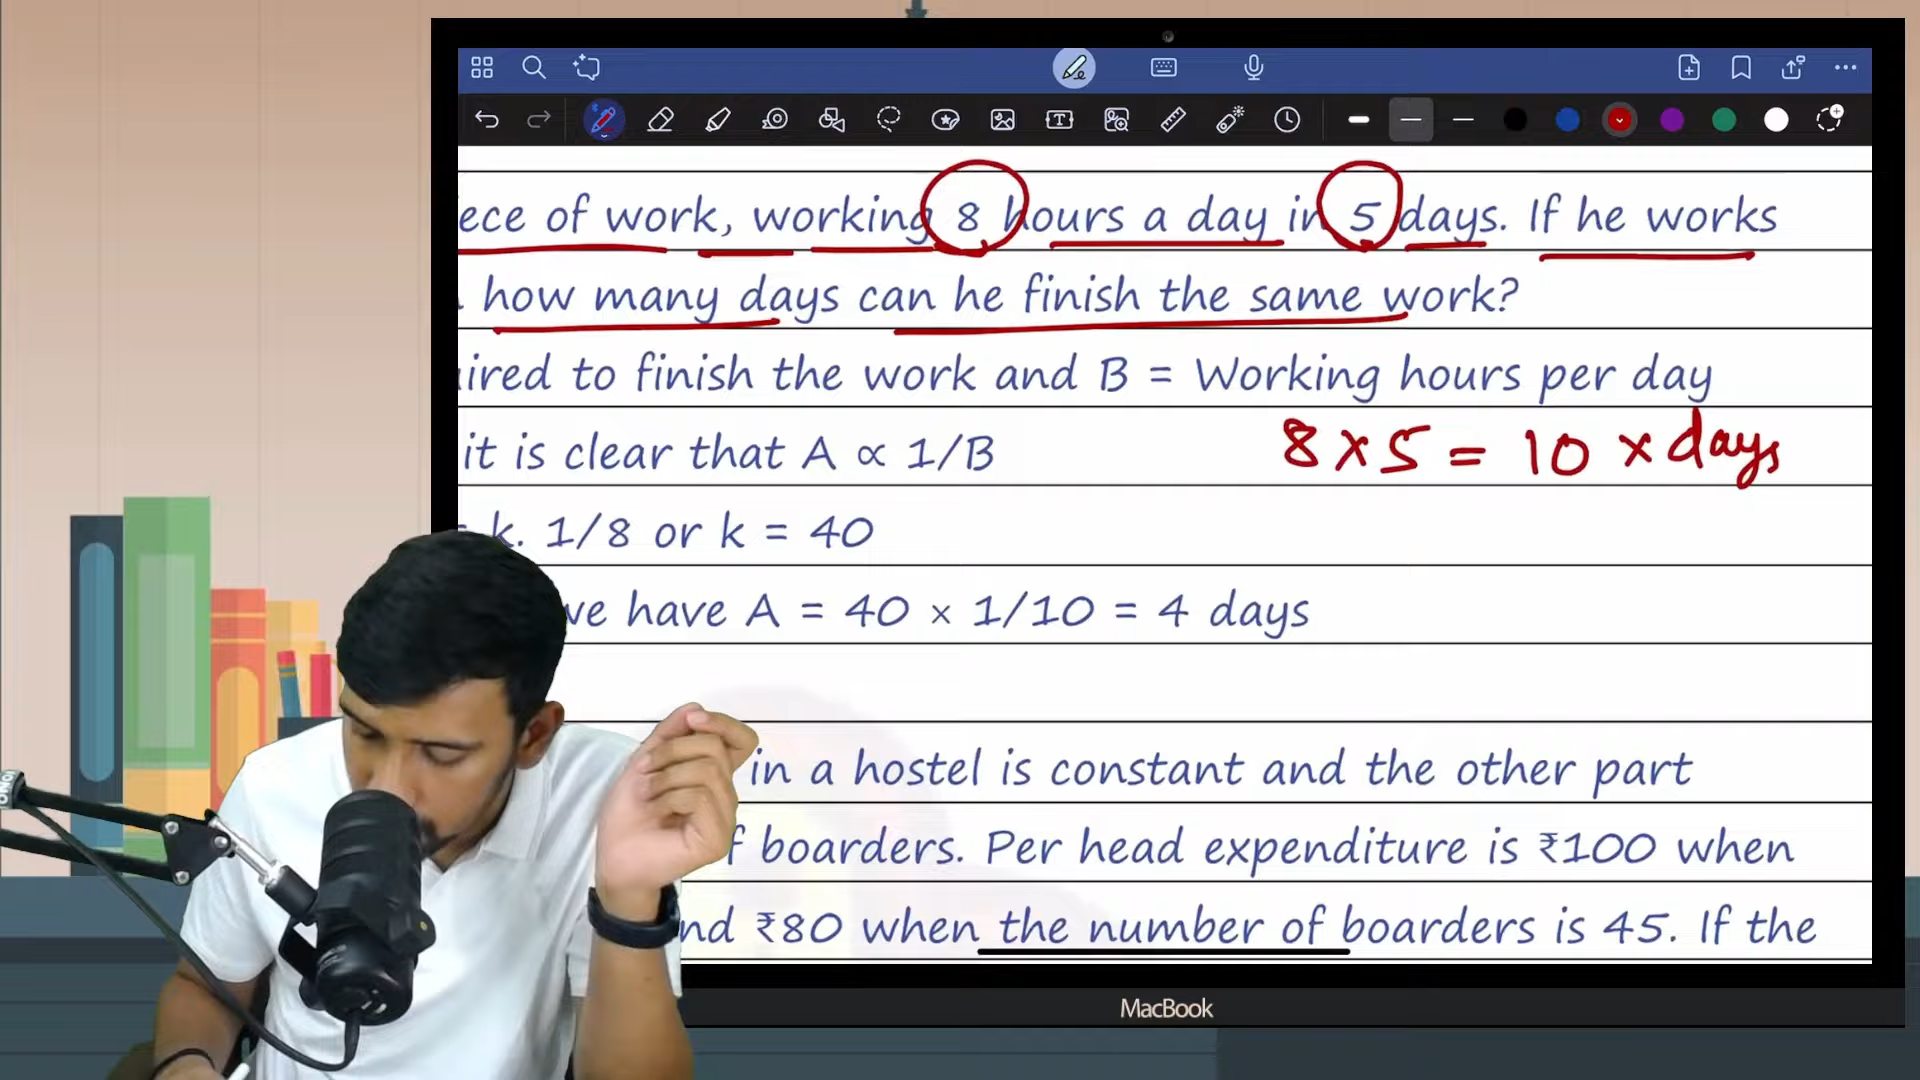 ece of work, working 8 hours a day in 5 days. If he works
how many days can he finish the same work?
ired to finish the work and B = Working hours per day
it is clear that A ∝ 1/B
8 × 5 = 10 × days
k. 1/8 or k = 40
we have A = 40 × 1/10 = 4 days
in a hostel is constant and the other part
f boarders. Per head expenditure is ₹100 when
nd ₹80 when the number of boarders is 45. If the
MacBook